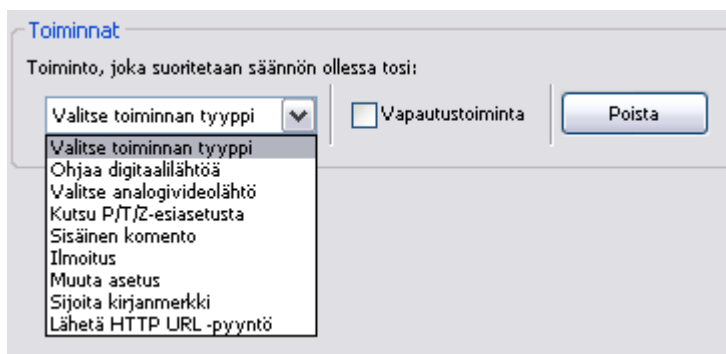 Toiminnat
Toiminto, joka suoritetaan säännön ollessa tosi:
Valitse toiminnan tyyppi
Vapautustoiminta
Poista
Valitse toiminnan tyyppi
Ohjaa digitaalilähtöä
Valitse analogivideolähtö
Kutsu P/T/Z-esiasetusta
Sisäinen komento
Ilmoitus
Muuta asetus
Sijoita kirjanmerkki
Lähetä HTTP URL -pyyntö